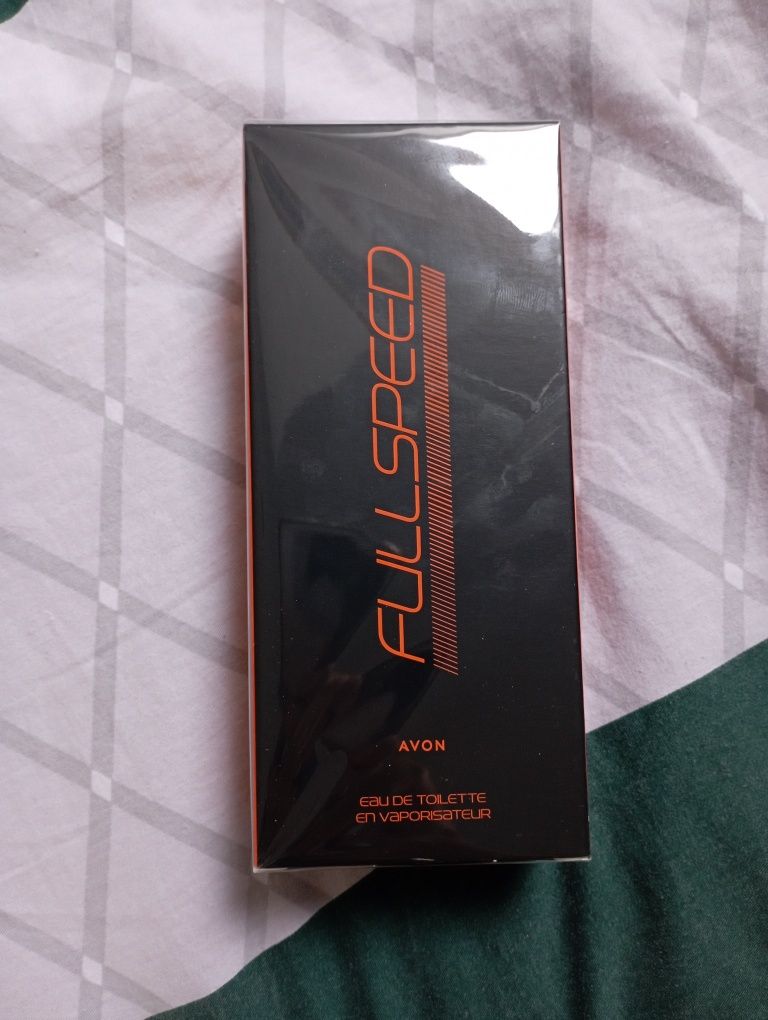 FULLSPEED
AVON
EAU DE TOILETTE
EN VAPORISATEUR